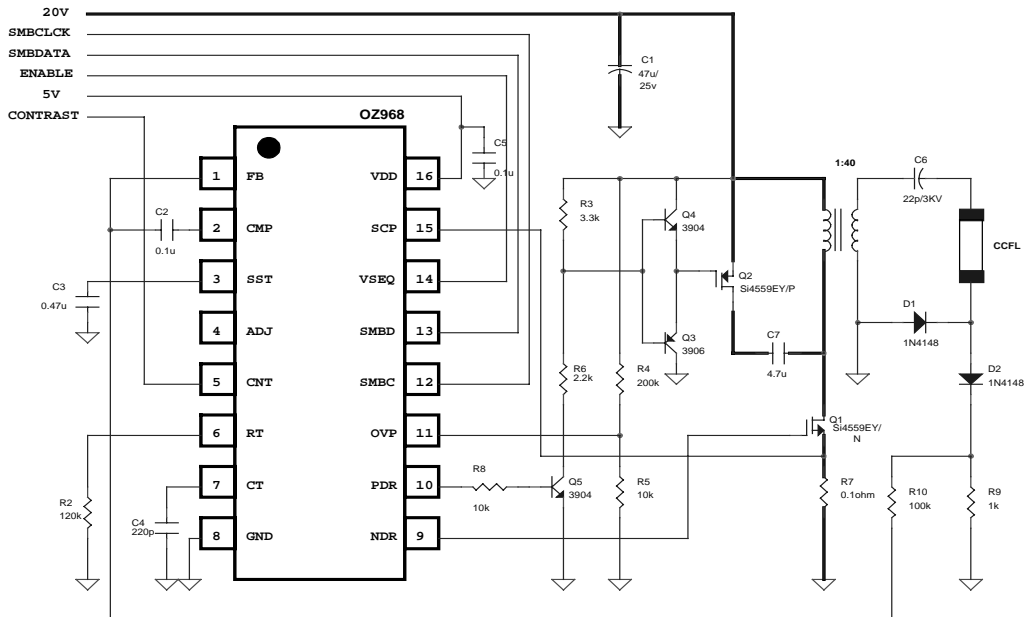 20V
SMBCLCK
SMBDATA
ENABLE
5V
CONTRAST
C1
47u/
25v
OZ968
C5
0.1u
1 FB VDD 16
2 CMP SCP 15
3 SST VSEQ 14
4 ADJ SMBD 13
5 CNT SMBC 12
6 RT OVP 11
7 CT PDR 10
8 GND NDR 9
C2
0.1u
C3
0.47u
R2
120k
C4
220p
R8
10k
R3
3.3k
Q4
3904
Q3
3906
R6
2.2k
R4
200k
Q5
3904
R5
10k
Q2
Si4559EY/P
C7
4.7u
Q1
Si4559EY/
N
R7
0.1ohm
1:40
C6
22p/3KV
CCFL
D1
1N4148
D2
1N4148
R10
100k
R9
1k